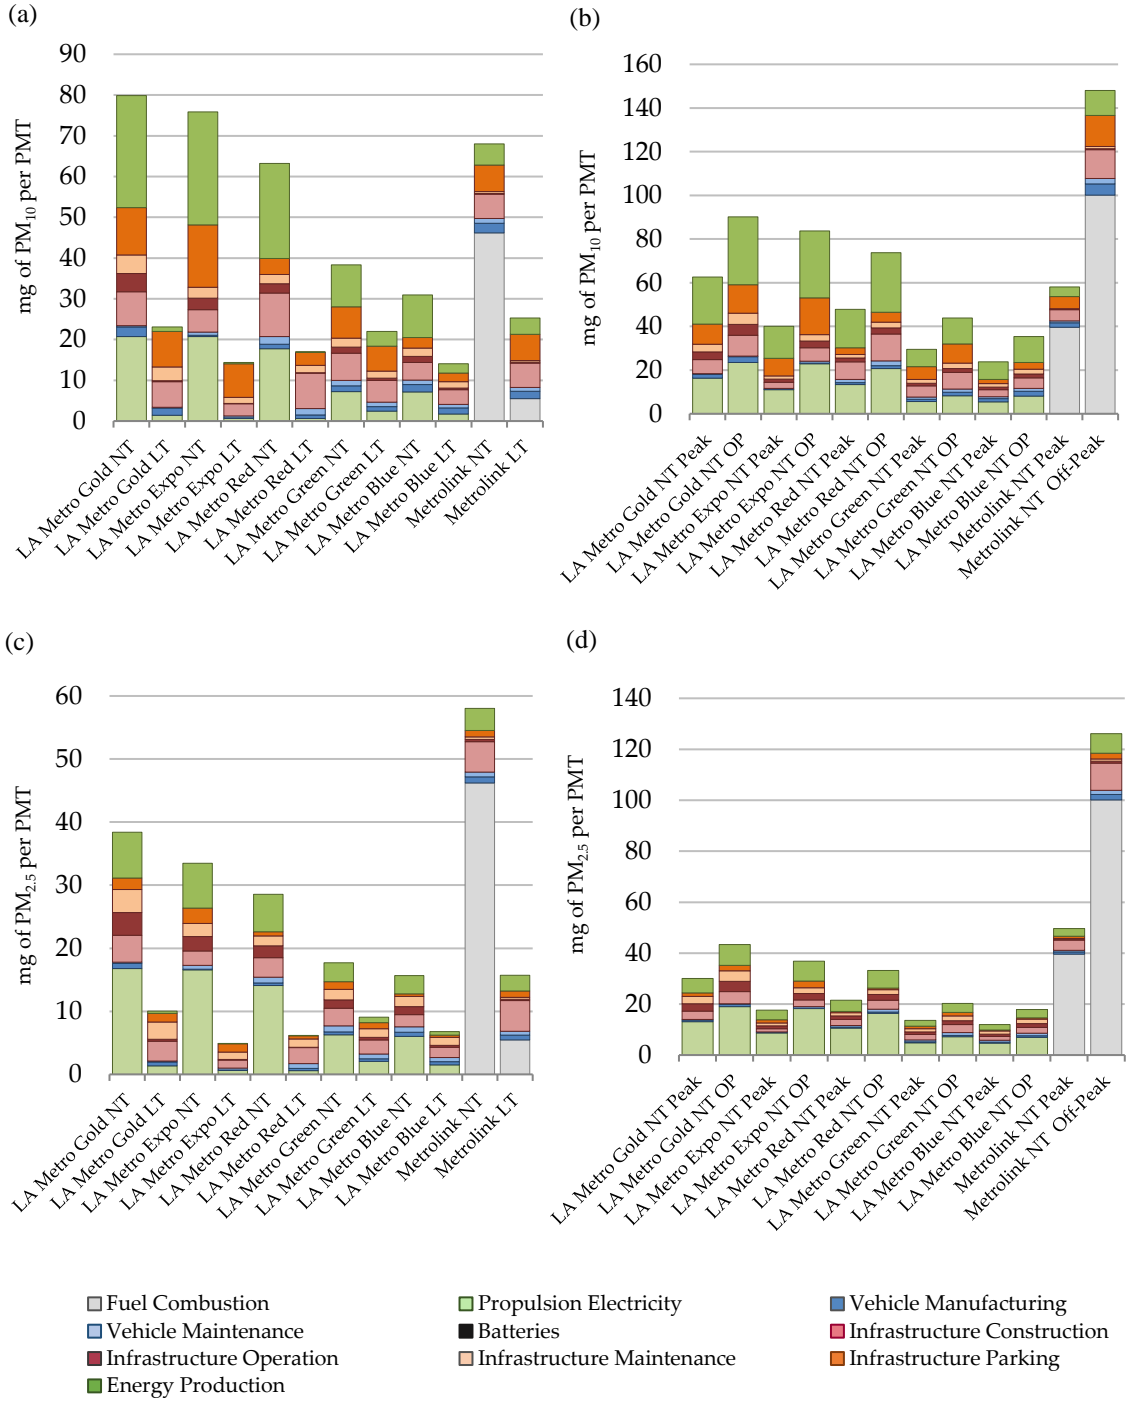 (a)
mg of PM10 per PMT
90
80
70
60
50
40
30
20
10
0
LA Metro Gold NT
LA Metro Gold LT
LA Metro Expo NT
LA Metro Expo LT
LA Metro Red NT
LA Metro Red LT
LA Metro Green NT
LA Metro Green LT
LA Metro Blue NT
LA Metro Blue LT
Metrolink NT
Metrolink LT
(b)
mg of PM10 per PMT
160
140
120
100
80
60
40
20
0
LA Metro Gold NT Peak
LA Metro Gold NT OP
LA Metro Expo NT Peak
LA Metro Expo NT OP
LA Metro Red NT Peak
LA Metro Red NT OP
LA Metro Green NT Peak
LA Metro Green NT OP
LA Metro Blue NT Peak
LA Metro Blue NT OP
Metrolink NT Peak
Metrolink NT Off-Peak
(c)
mg of PM2.5 per PMT
60
50
40
30
20
10
0
LA Metro Gold NT
LA Metro Gold LT
LA Metro Expo NT
LA Metro Expo LT
LA Metro Red NT
LA Metro Red LT
LA Metro Green NT
LA Metro Green LT
LA Metro Blue NT
LA Metro Blue LT
Metrolink NT
Metrolink LT
(d)
mg of PM2.5 per PMT
140
120
100
80
60
40
20
0
LA Metro Gold NT Peak
LA Metro Gold NT OP
LA Metro Expo NT Peak
LA Metro Expo NT OP
LA Metro Red NT Peak
LA Metro Red NT OP
LA Metro Green NT Peak
LA Metro Green NT OP
LA Metro Blue NT Peak
LA Metro Blue NT OP
Metrolink NT Peak
Metrolink NT Off-Peak
Fuel Combustion
Propulsion Electricity
Vehicle Manufacturing
Vehicle Maintenance
Batteries
Infrastructure Construction
Infrastructure Operation
Infrastructure Maintenance
Infrastructure Parking
Energy Production